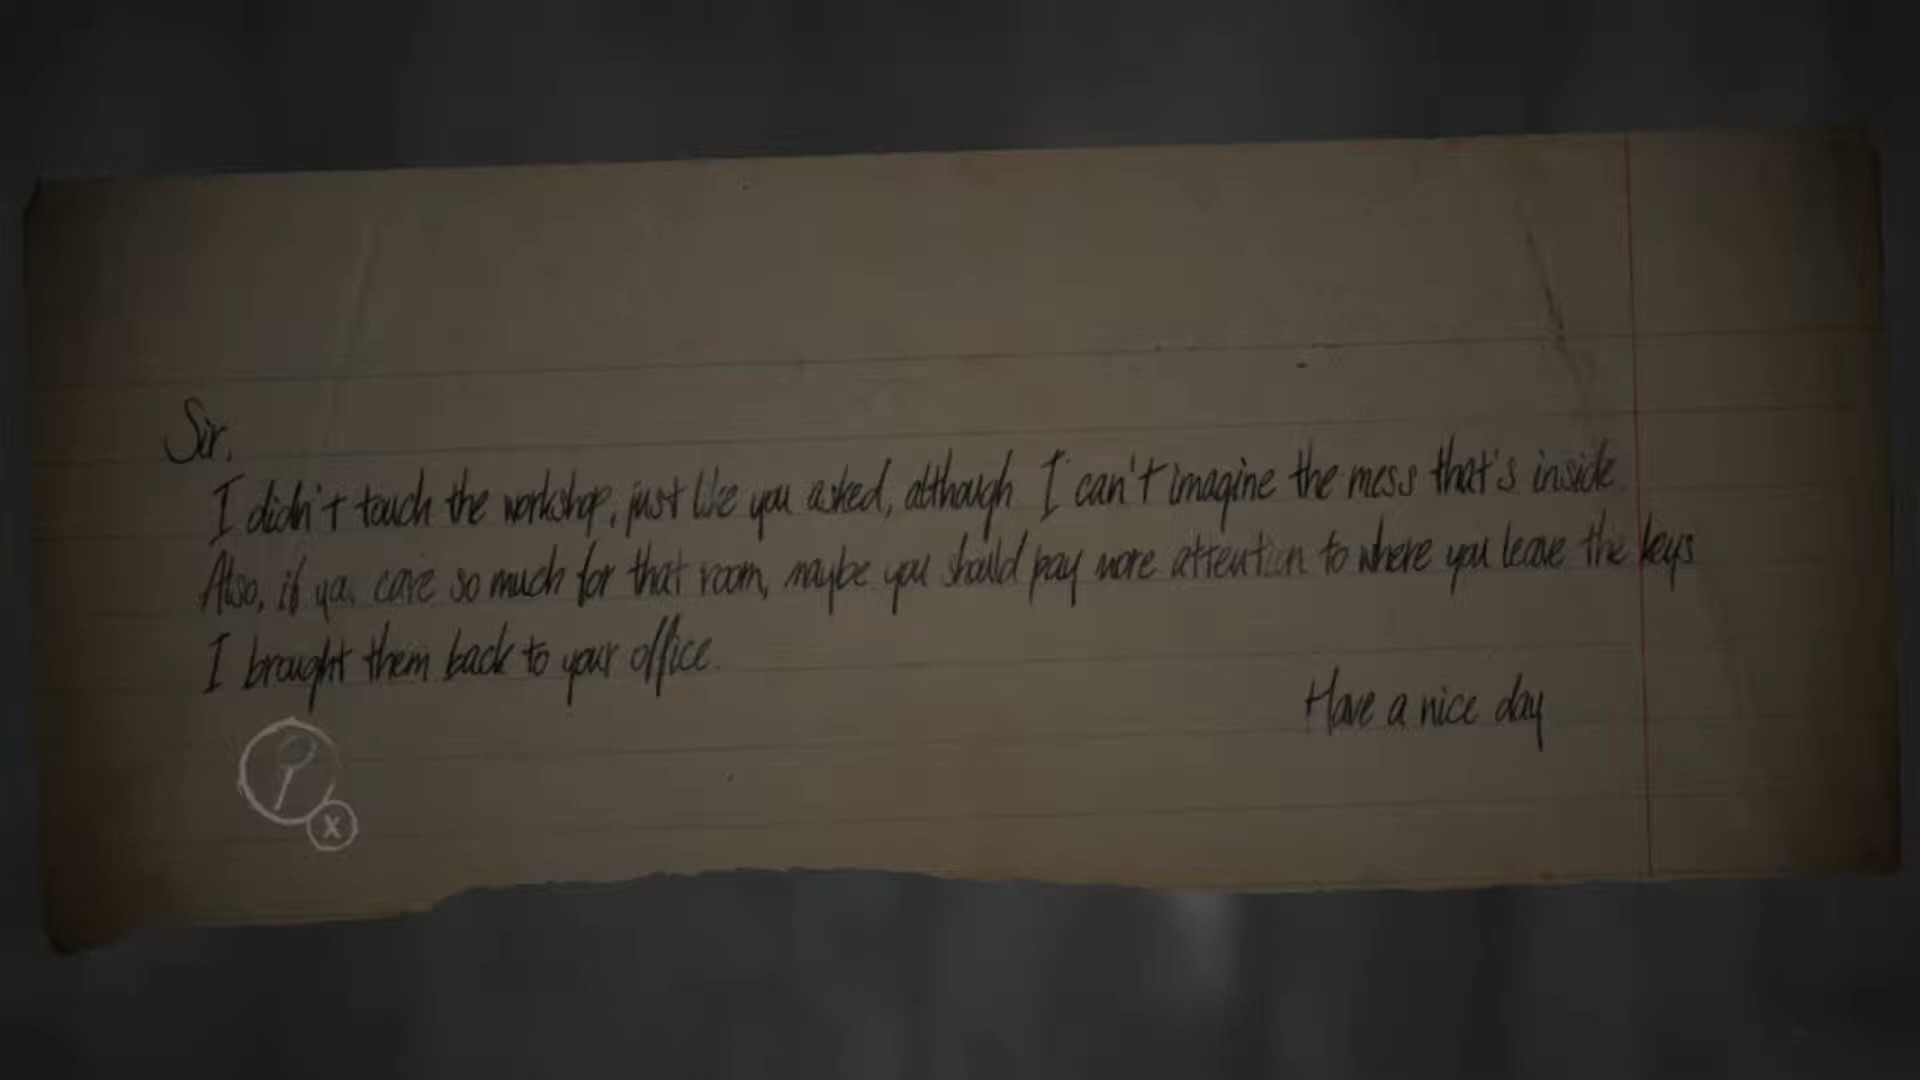 Sir,
I didn't touch the workshop, just like you asked, although I can't imagine the mess that's inside.
Also, if you care so much for that room, maybe you should pay more attention to where you leave the keys
I brought them back to your office.
Have a nice day
X